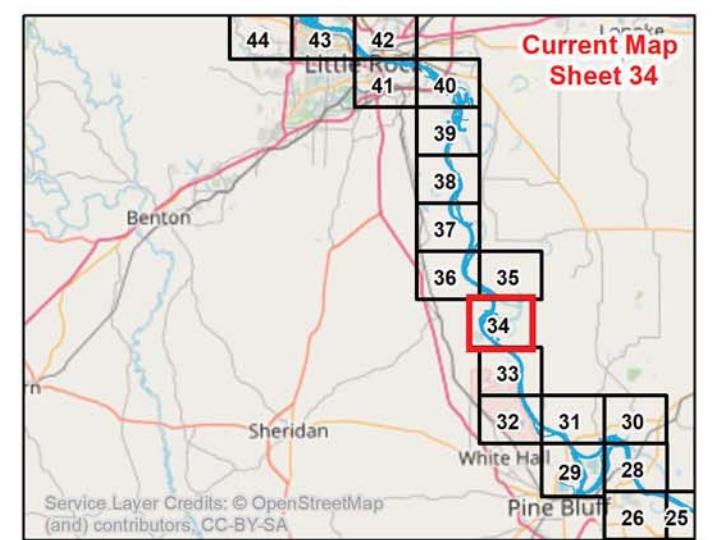 44 43 42
Lonoke
Current Map
Sheet 34
Little Rock
41 40
39
38
Benton
37
36 35
34
33
rn
32 31 30
Sheridan
White Hall
29 28
Service Layer Credits: © OpenStreetMap
(and) contributors, CC-BY-SA
Pine Bluff
26 25